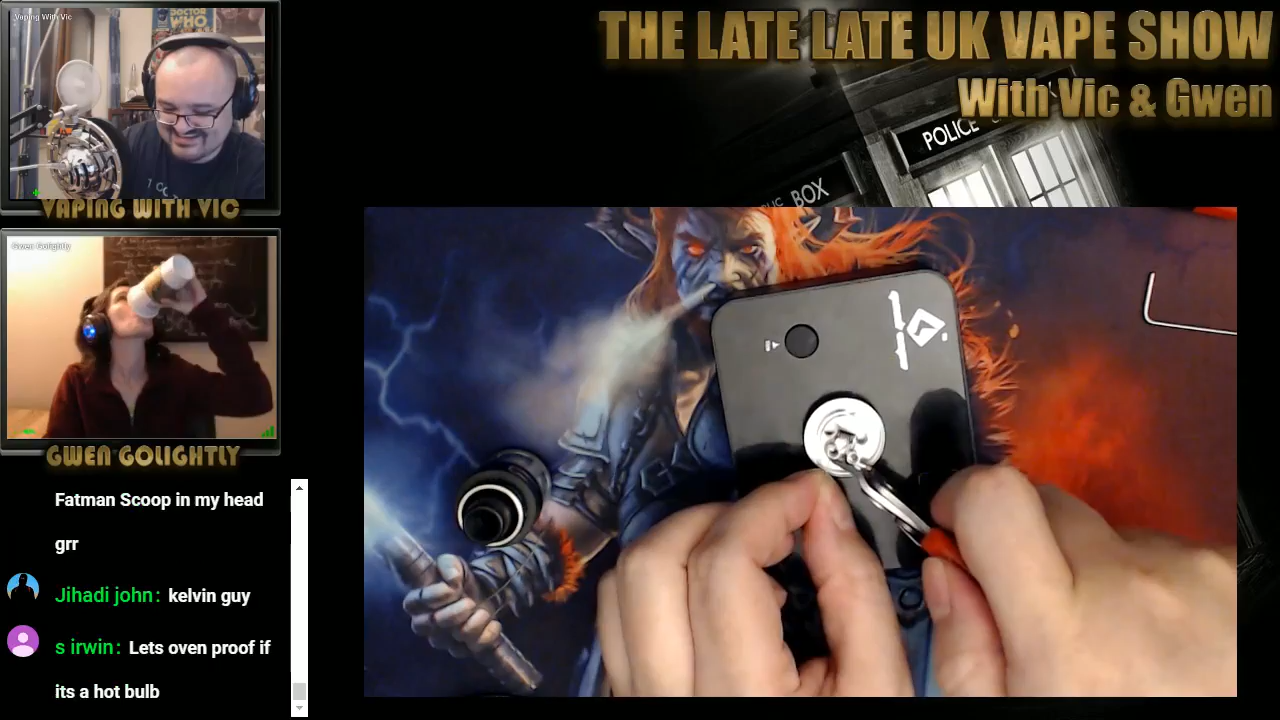 Vaping With Vic
THE LATE LATE UK VAPE SHOW
With Vic & Gwen
POLICE
BOX
VAPING WITH VIC
Gwen Golightly
GWEN GOLIGHTLY
Fatman Scoop in my head
grr
Jihadi john: kelvin guy
s irwin: Lets oven proof if
its a hot bulb